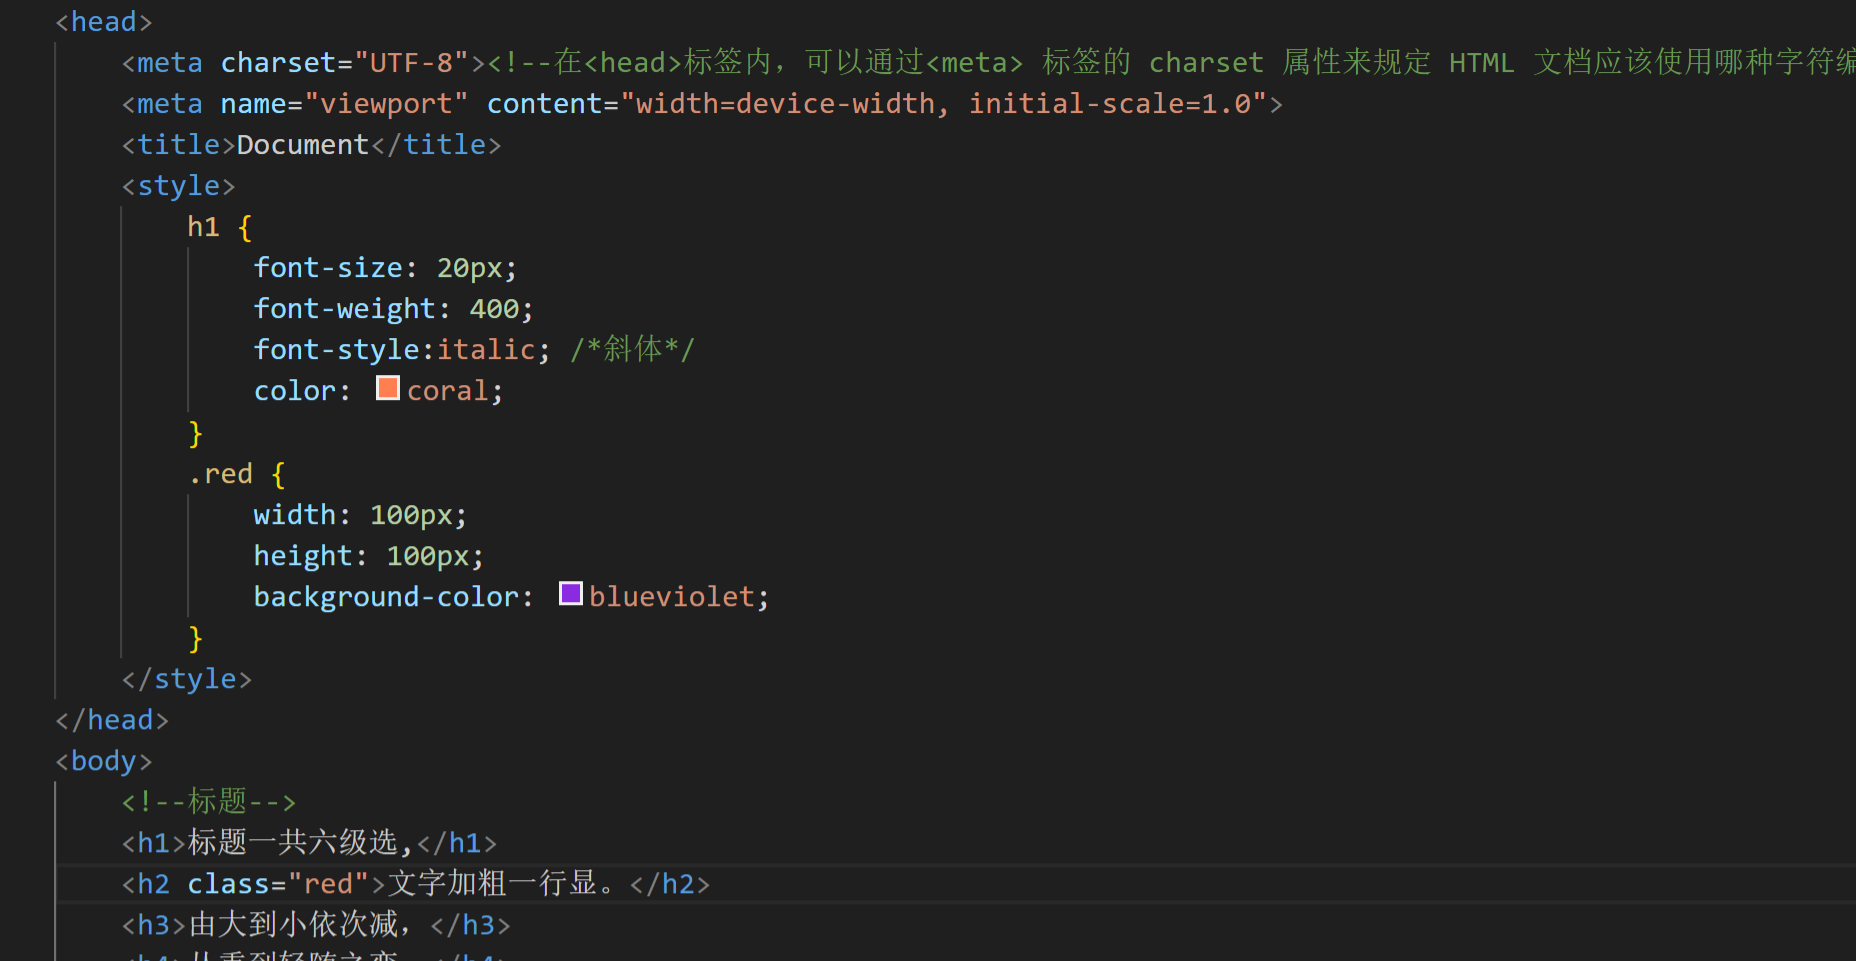 <head>
<meta charset="UTF-8"><!--在<head>标签内，可以通过<meta> 标签的 charset 属性来规定 HTML 文档应该使用哪种字符编
<meta name="viewport" content="width=device-width, initial-scale=1.0">
<title>Document</title>
<style>
h1 {
font-size: 20px;
font-weight: 400;
font-style:italic; /*斜体*/
color: coral;
}
.red {
width: 100px;
height: 100px;
background-color: blueviolet;
}
</style>
</head>
<body>
<!--标题-->
<h1>标题一共六级选,</h1>
<h2 class="red">文字加粗一行显。</h2>
<h3>由大到小依次减，</h3>